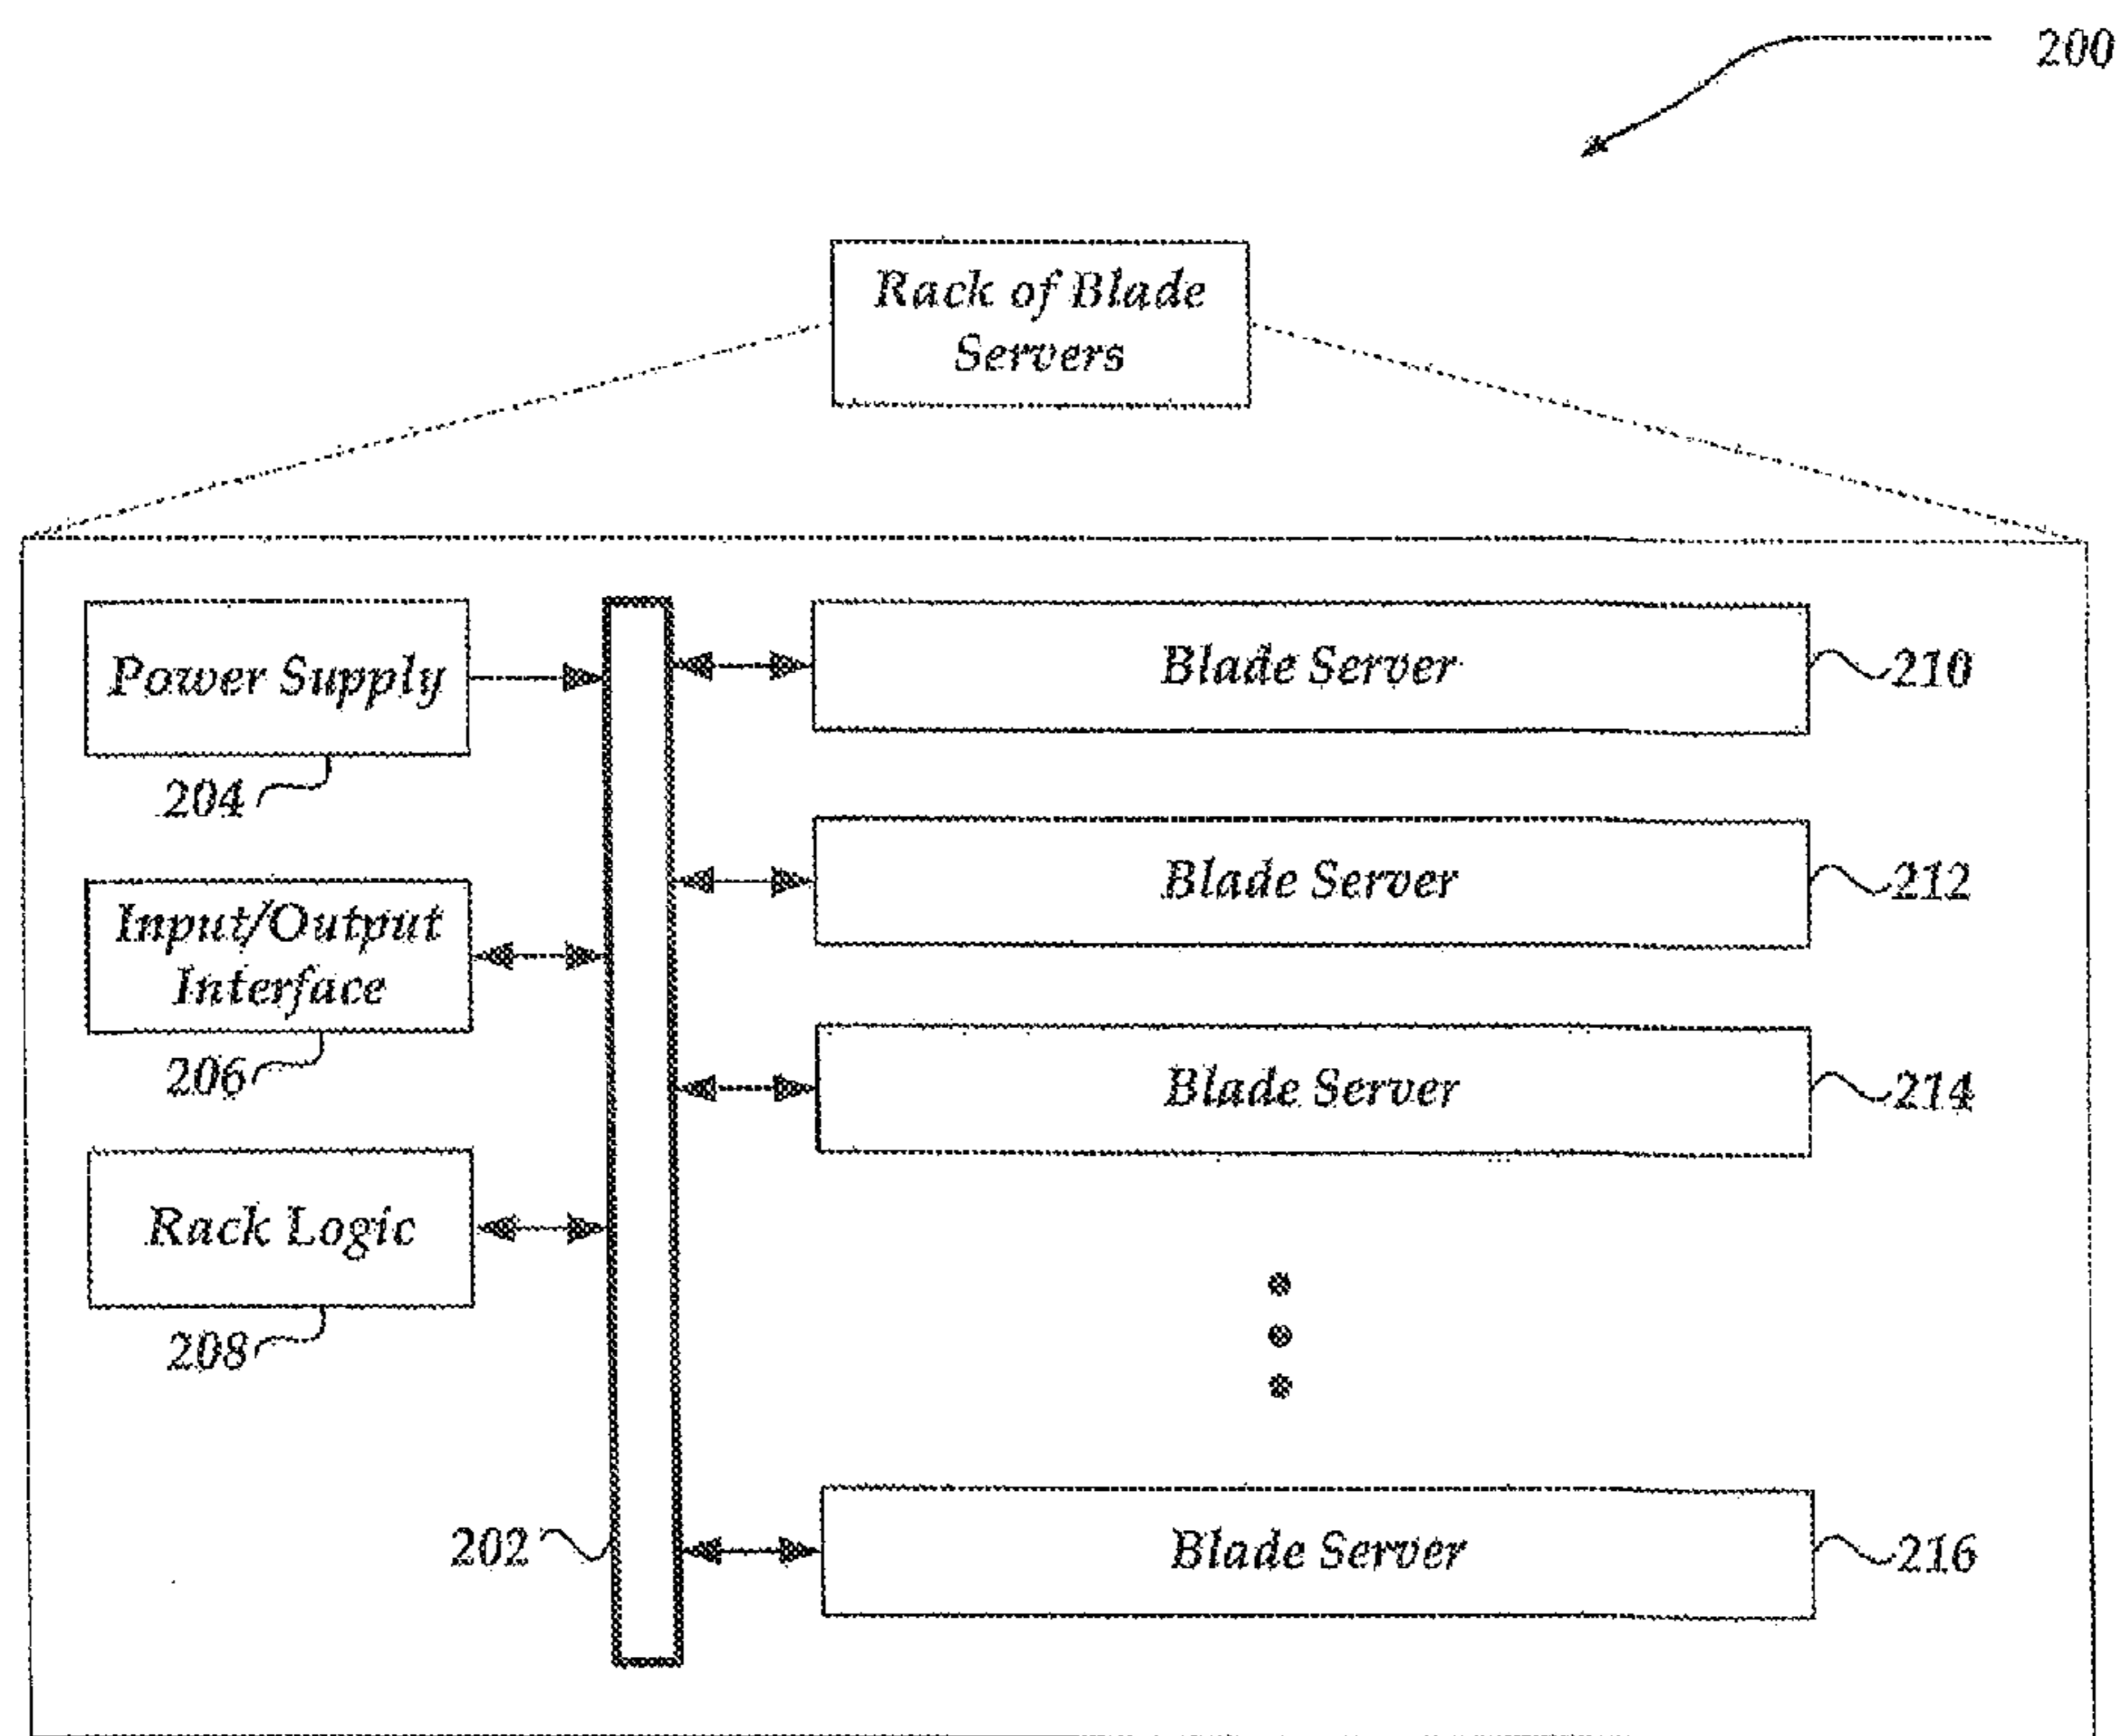 200
Rack of Blade
Servers
Power Supply
204
Input/Output
Interface
206
Rack Logic
208
202
Blade Server
210
Blade Server
212
Blade Server
214
Blade Server
216